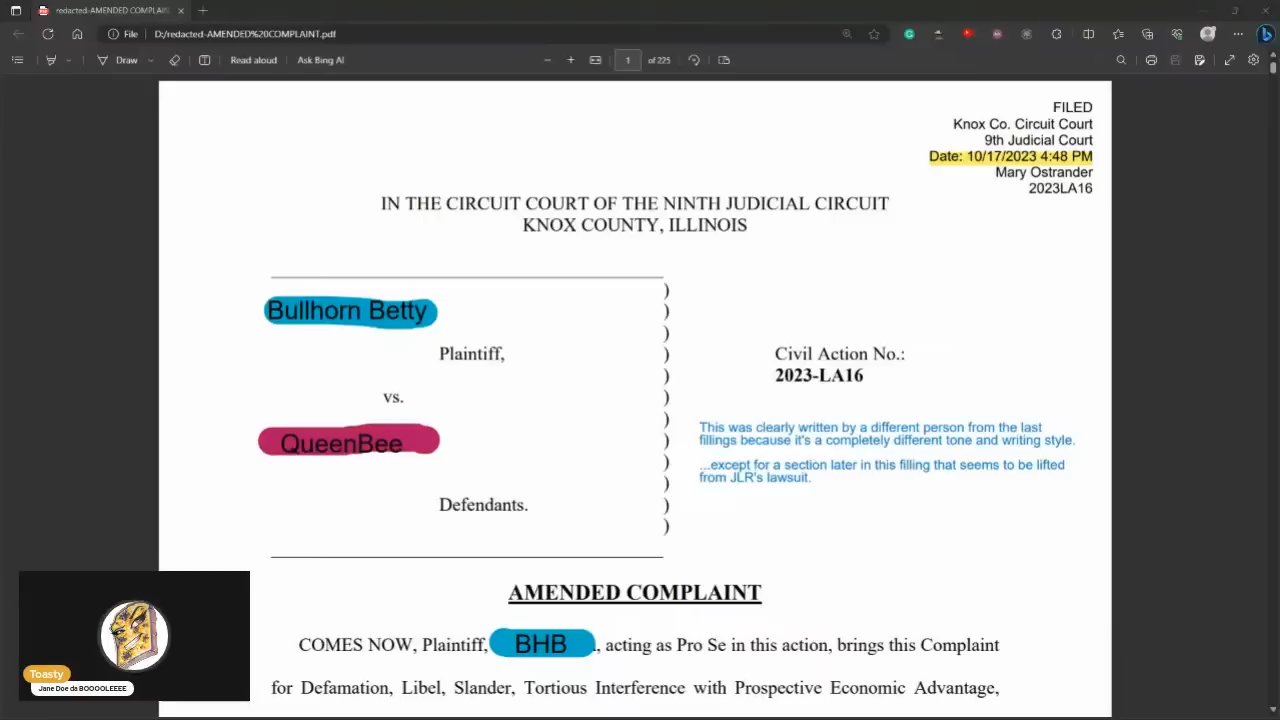 redacted-AMENDED COMPLAIN
File
D:/redacted-AMENDED%20COMPLAINT.pdf
Draw
Read aloud
Ask Bing AI
1
of 225
FILED
Knox Co. Circuit Court
9th Judicial Court
Date: 10/17/2023 4:48 PM
Mary Ostrander
2023LA16
IN THE CIRCUIT COURT OF THE NINTH JUDICIAL CIRCUIT
KNOX COUNTY, ILLINOIS
Bullhorn Betty
Plaintiff,
vs.
QueenBee
Defendants.
)
)
)
)
)
)
)
)
)
)
)
)
Civil Action No.:
2023-LA16
This was clearly written by a different person from the last
fillings because it's a completely different tone and writing style.
...except for a section later in this filling that seems to be lifted
from JLR's lawsuit.
AMENDED COMPLAINT
COMES NOW, Plaintiff, BHB, acting as Pro Se in this action, brings this Complaint
for Defamation, Libel, Slander, Tortious Interference with Prospective Economic Advantage,
Toasty
Jane Doe da BOOOOLEEEE